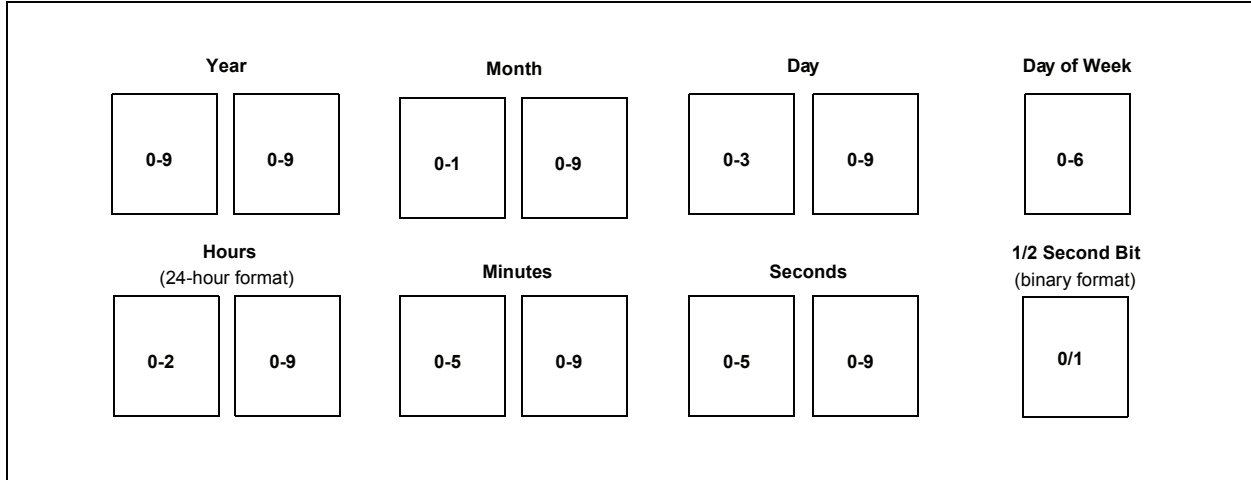 Year Month Day Day of Week
0-9 0-9 0-1 0-9 0-3 0-9 0-6
Hours Minutes Seconds 1/2 Second Bit
(24-hour format) (binary format)
0-2 0-9 0-5 0-9 0-5 0-9 0/1